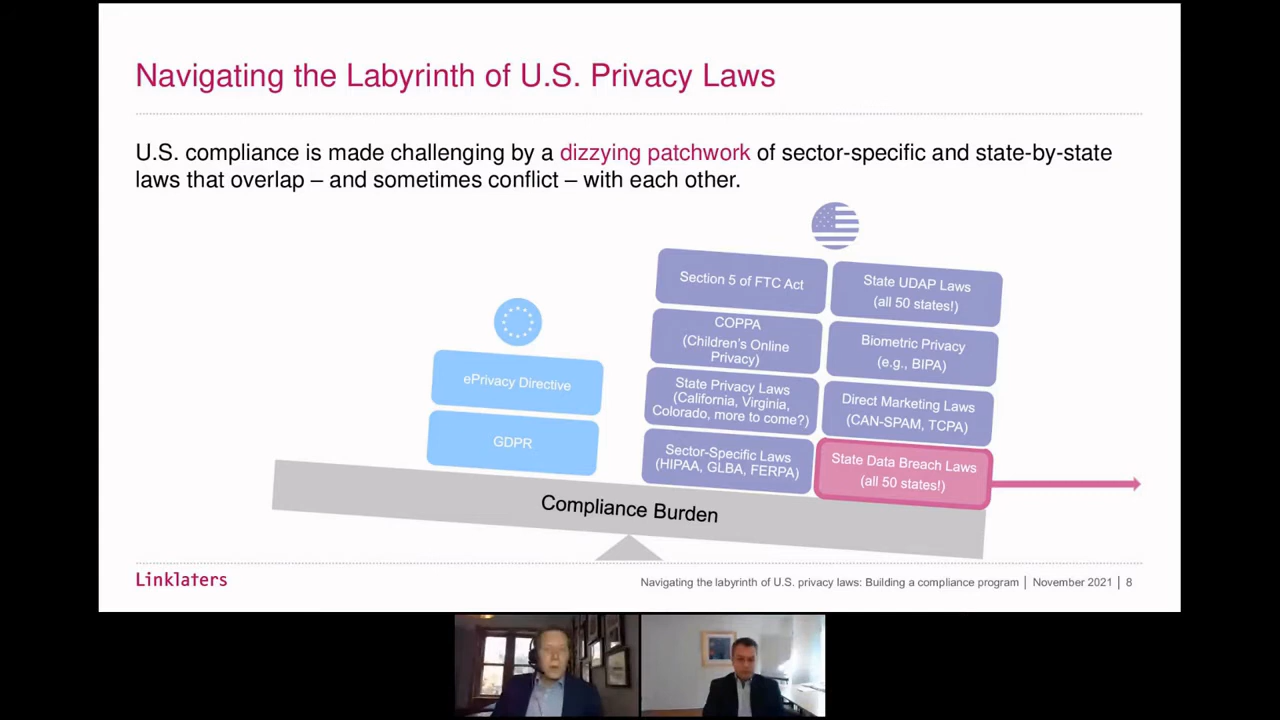 Navigating the Labyrinth of U.S. Privacy Laws
U.S. compliance is made challenging by a dizzying patchwork of sector-specific and state-by-state
laws that overlap – and sometimes conflict – with each other.
ePrivacy Directive
GDPR
Section 5 of FTC Act
COPPA
(Children's Online
Privacy)
State Privacy Laws
(California, Virginia,
Colorado, more to come?)
Sector-Specific Laws
(HIPAA, GLBA, FERPA)
State UDAP Laws
(all 50 states!)
Biometric Privacy
(e.g., BIPA)
Direct Marketing Laws
(CAN-SPAM, TCPA)
State Data Breach Laws
(all 50 states!)
Compliance Burden
Linklaters
Navigating the labyrinth of U.S. privacy laws: Building a compliance program | November 2021 | 8